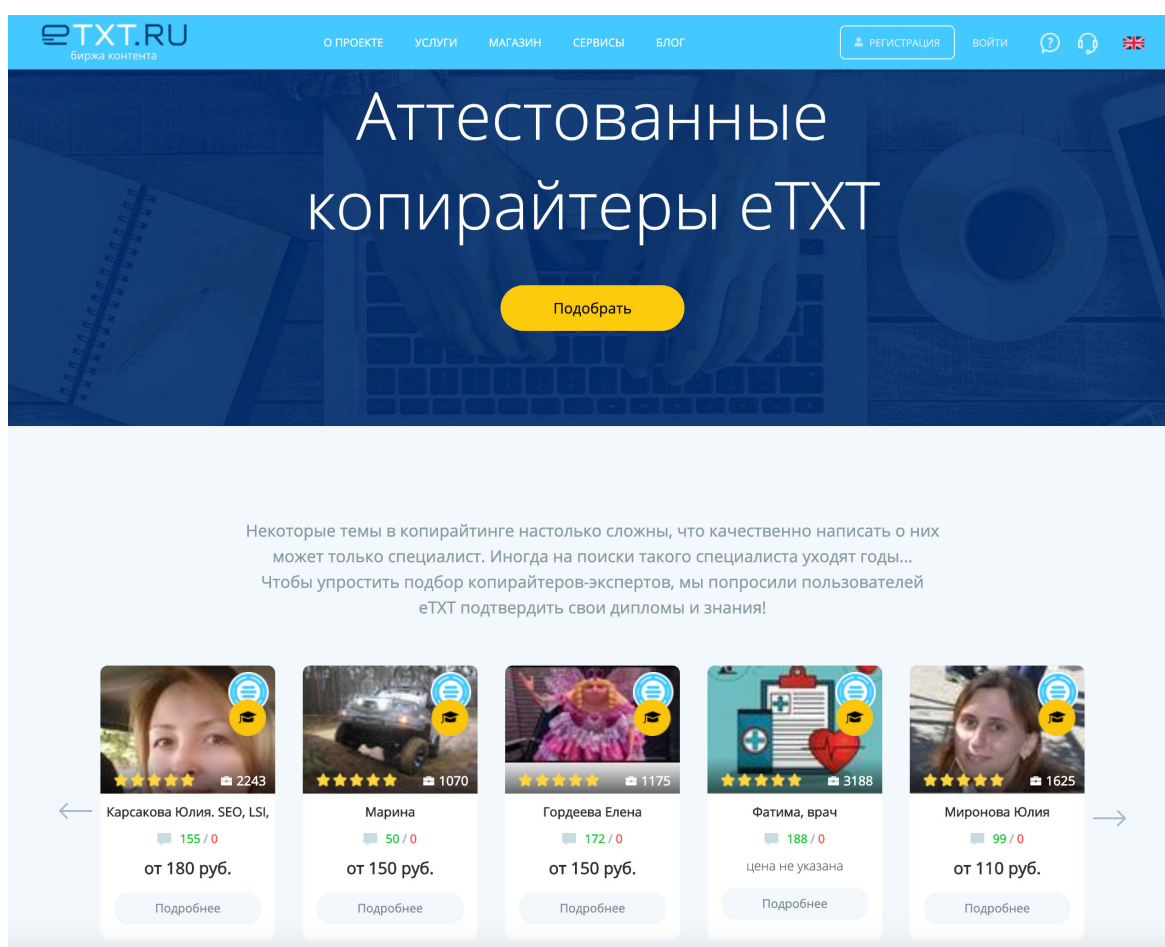 eTXT.RU
биржа контента
О ПРОЕКТЕ УСЛУГИ МАГАЗИН СЕРВИСЫ БЛОГ РЕГИСТРАЦИЯ ВОЙТИ ?
Аттестованные
копирайтеры eTXT
Подобрать
Некоторые темы в копирайтинге настолько сложны, что качественно написать о них
может только специалист. Иногда на поиски такого специалиста уходят годы...
Чтобы упростить подбор копирайтеров-экспертов, мы попросили пользователей
eTXT подтвердить свои дипломы и знания!
2243 1070 1175 3188 1625
Карсакова Юлия. SEO, LSI, Марина Гордеева Елена Фатима, врач Миронова Юлия
155 / 0 50 / 0 172 / 0 188 / 0 99 / 0
от 180 руб. от 150 руб. от 150 руб. цена не указана от 110 руб.
Подробнее Подробнее Подробнее Подробнее Подробнее